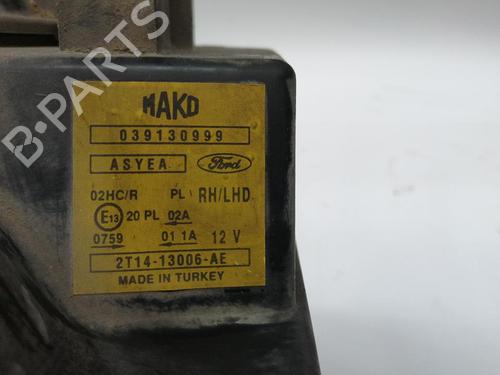 MAKO
039130999
ASYEA Ford
02HC/R PL RH/LHD
E13 20 PL 02A
0759 01 1A 12 V
2T14-13006-AE
MADE IN TURKEY
B-PARTS